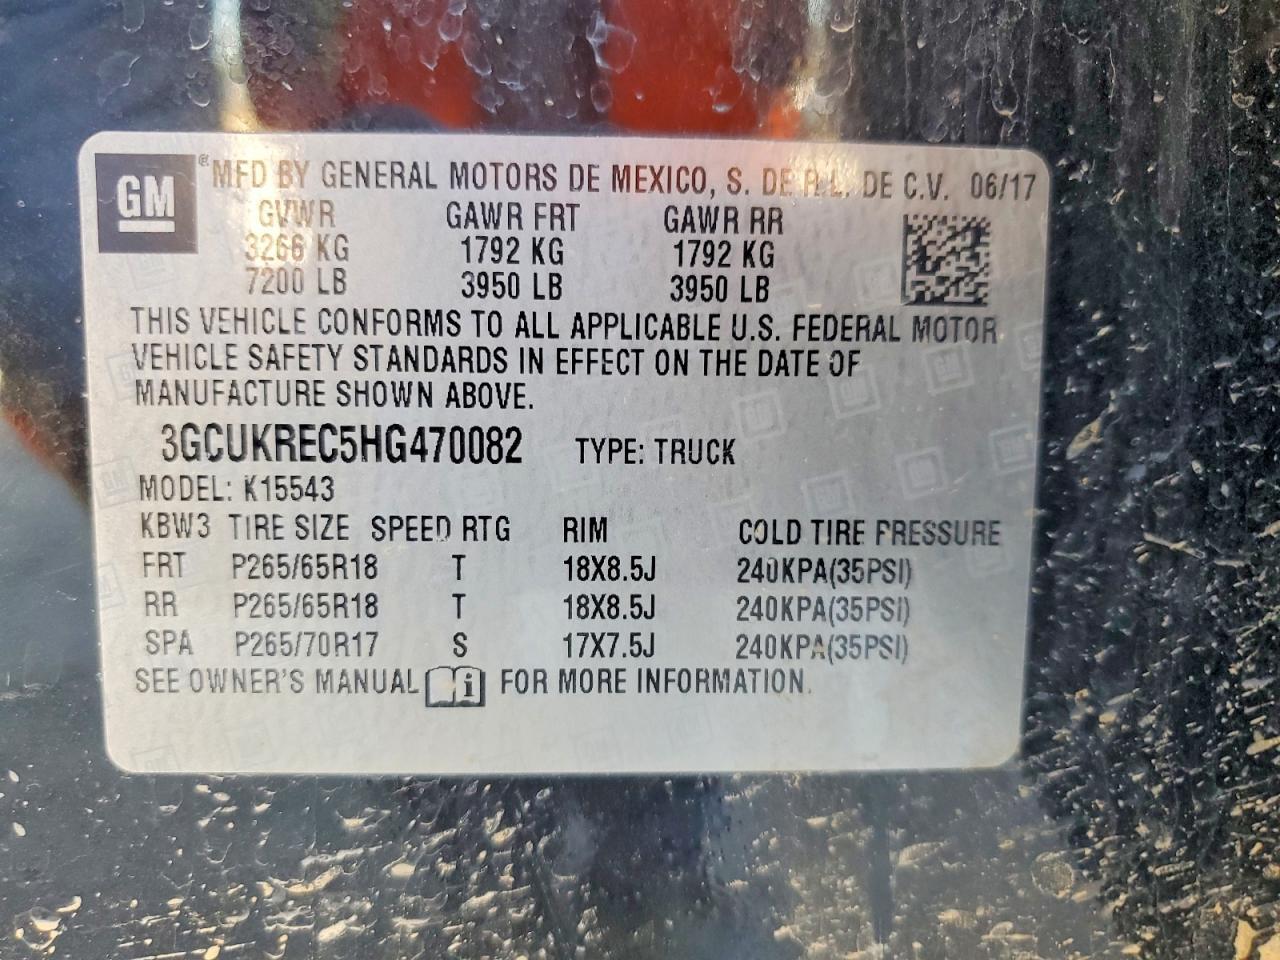 GM ® MFD BY GENERAL MOTORS DE MEXICO, S. DE R.L. DE C.V. 06/17
GVWR GAWR FRT GAWR RR
3266 KG 1792 KG 1792 KG
7200 LB 3950 LB 3950 LB
THIS VEHICLE CONFORMS TO ALL APPLICABLE U.S. FEDERAL MOTOR
VEHICLE SAFETY STANDARDS IN EFFECT ON THE DATE OF
MANUFACTURE SHOWN ABOVE.
3GCUKREC5HG470082 TYPE: TRUCK
MODEL: K15543
KBW3 TIRE SIZE SPEED RTG RIM COLD TIRE PRESSURE
FRT P265/65R18 T 18X8.5J 240KPA(35PSI)
RR P265/65R18 T 18X8.5J 240KPA(35PSI)
SPA P265/70R17 S 17X7.5J 240KPA(35PSI)
SEE OWNER'S MANUAL i FOR MORE INFORMATION.